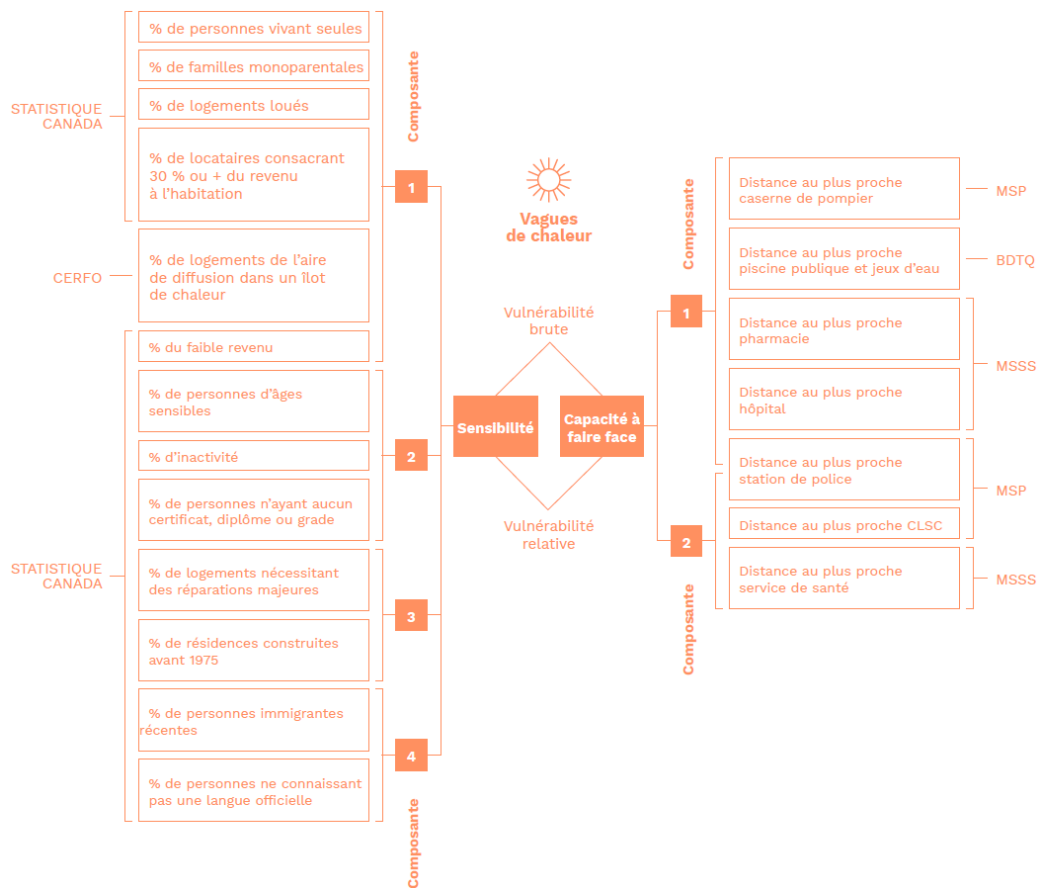 % de personnes vivant seules
% de familles monoparentales
% de logements loués
% de locataires consacrant
30 % ou + du revenu
à l'habitation
STATISTIQUE
CANADA
% de logements de l'aire
de diffusion dans un îlot
de chaleur
CERFO
% du faible revenu
% de personnes d'âges
sensibles
% d'inactivité
% de personnes n'ayant aucun
certificat, diplôme ou grade
% de logements nécessitant
des réparations majeures
% de résidences construites
avant 1975
% de personnes immigrantes
récentes
% de personnes ne connaissant
pas une langue officielle
STATISTIQUE
CANADA
Composante
1
2
3
4
Composante
Vagues
de chaleur
Vulnérabilité
brute
Sensibilité
Capacité à
faire face
Vulnérabilité
relative
Composante
1
2
Composante
Distance au plus proche
caserne de pompier
MSP
Distance au plus proche
piscine publique et jeux d'eau
BDTQ
Distance au plus proche
pharmacie
Distance au plus proche
hôpital
MSSS
Distance au plus proche
station de police
Distance au plus proche CLSC
MSP
Distance au plus proche
service de santé
MSSS